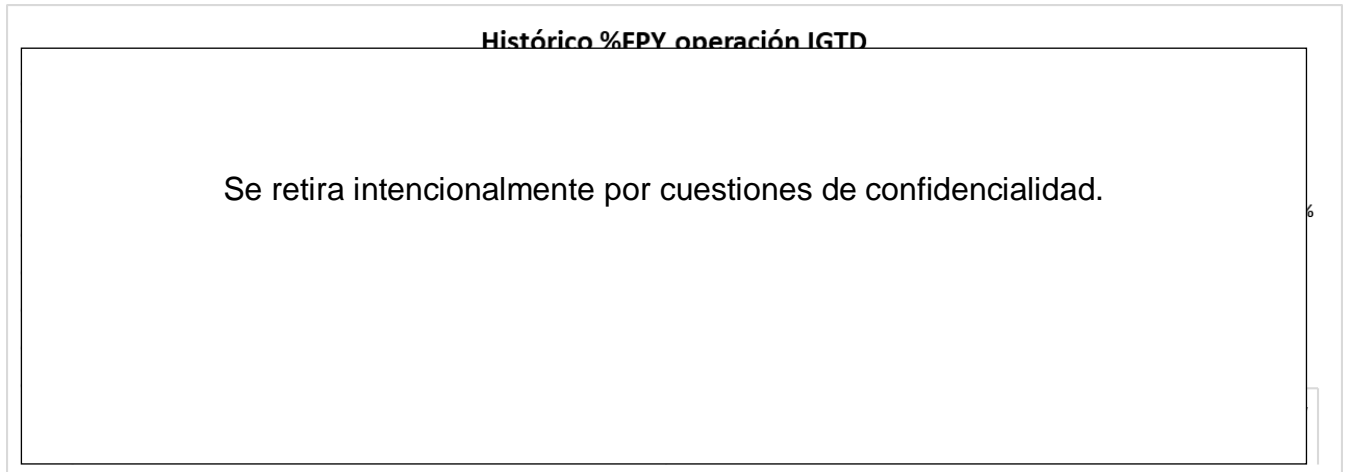 Histórico %FPY operación IGTD
Se retira intencionalmente por cuestiones de confidencialidad.
%